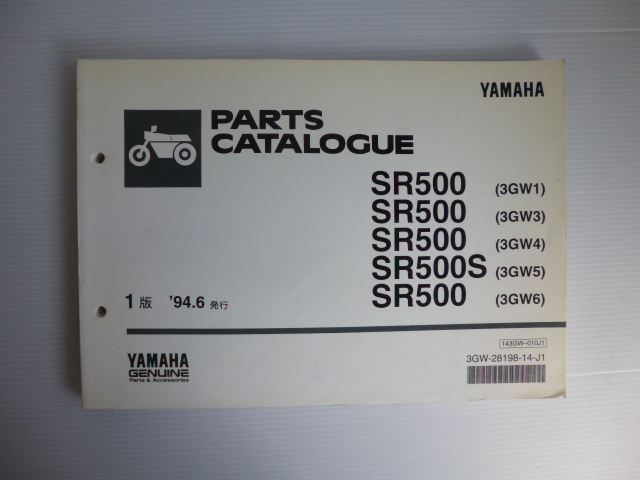 YAMAHA
PARTS
CATALOGUE
SR500 (3GW1)
SR500 (3GW3)
SR500 (3GW4)
SR500S (3GW5)
SR500 (3GW6)
1版 '94.6 発行
143GW-010J1
3GW-28198-14-J1
YAMAHA
GENUINE
Parts & Accessories